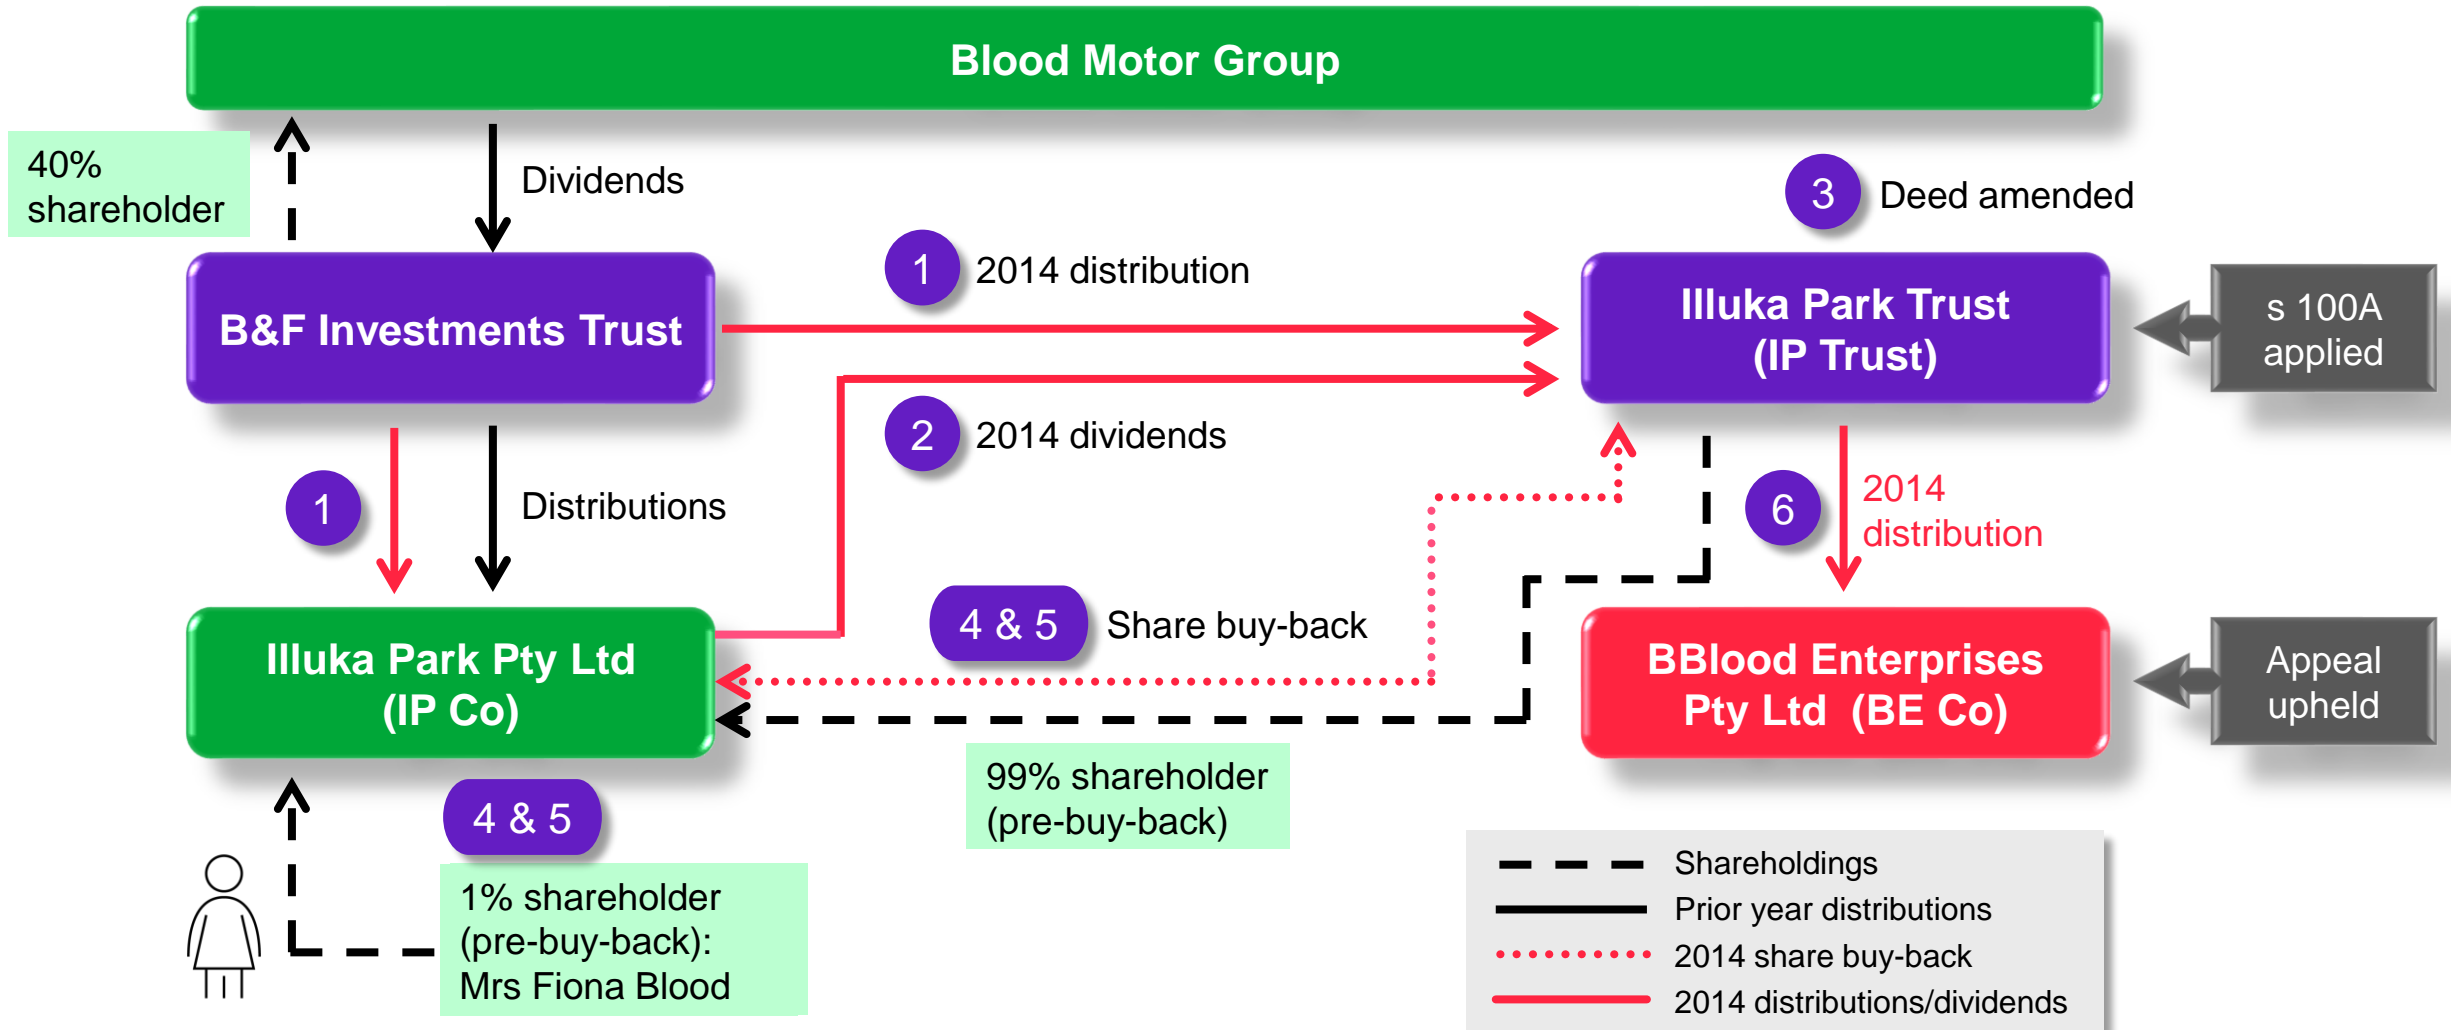 Blood Motor Group
40%
shareholder
Dividends
3
Deed amended
1
2014 distribution
B&F Investments Trust
Illuka Park Trust
(IP Trust)
s 100A
applied
2
2014 dividends
1
Distributions
6
2014
distribution
4 & 5
Share buy-back
Illuka Park Pty Ltd
(IP Co)
BBlood Enterprises
Pty Ltd (BE Co)
Appeal
upheld
99% shareholder
(pre-buy-back)
4 & 5
1% shareholder
(pre-buy-back):
Mrs Fiona Blood
Shareholdings
Prior year distributions
2014 share buy-back
2014 distributions/dividends